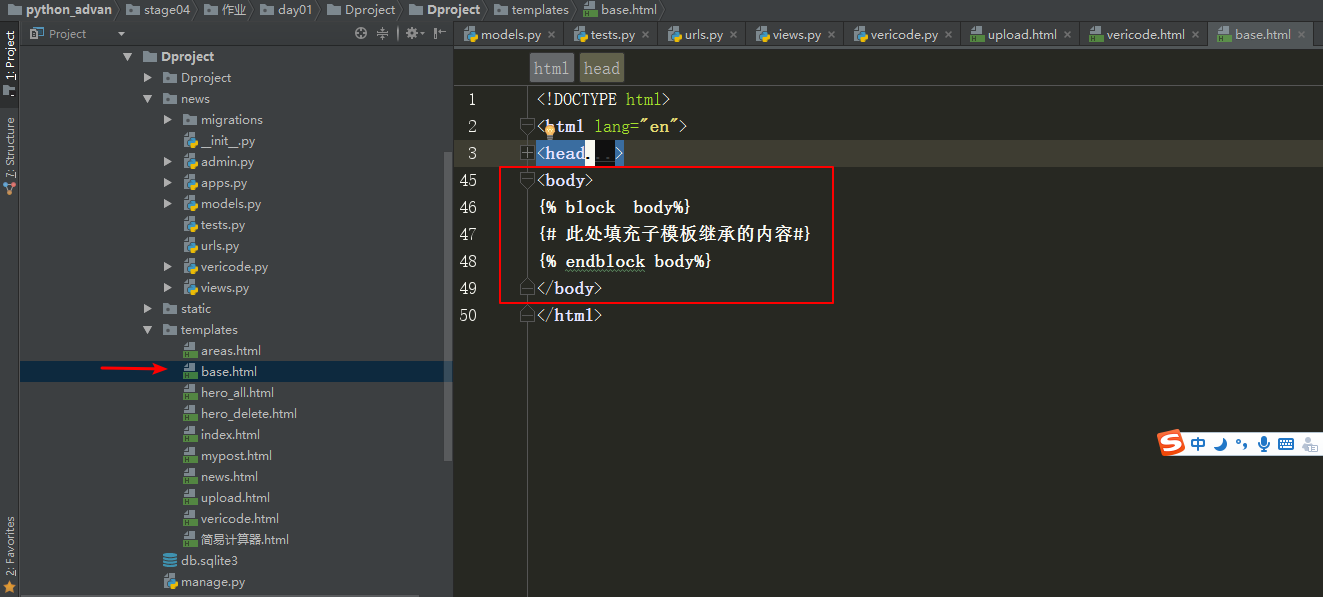 python_advan stage04 作业 day01 Dproject Dproject templates base.html
Project
models.py tests.py urls.py views.py vericode.py upload.html vericode.html base.html
1: Project
7: Structure
2: Favorites
Dproject
Dproject
news
migrations
__init__.py
admin.py
apps.py
models.py
tests.py
urls.py
vericode.py
views.py
static
templates
areas.html
base.html
hero_all.html
hero_delete.html
index.html
mypost.html
news.html
upload.html
vericode.html
简易计算器.html
db.sqlite3
manage.py
html head
1 <!DOCTYPE html>
2 <html lang="en">
3 <head...>
45 <body>
46 {% block  body%}
47 {# 此处填充子模板继承的内容#}
48 {% endblock body%}
49 </body>
50 </html>
S 中